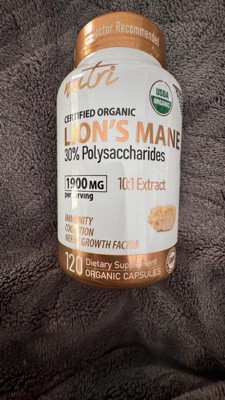 Doctor Recommended
nutri
USDA
ORGANIC
CERTIFIED ORGANIC
LION'S MANE
30% Polysaccharides
1900 MG
per serving
10:1 Extract
IMMUNITY
COGNITION
NERVE GROWTH FACTOR
120 Dietary Supplement
ORGANIC CAPSULES